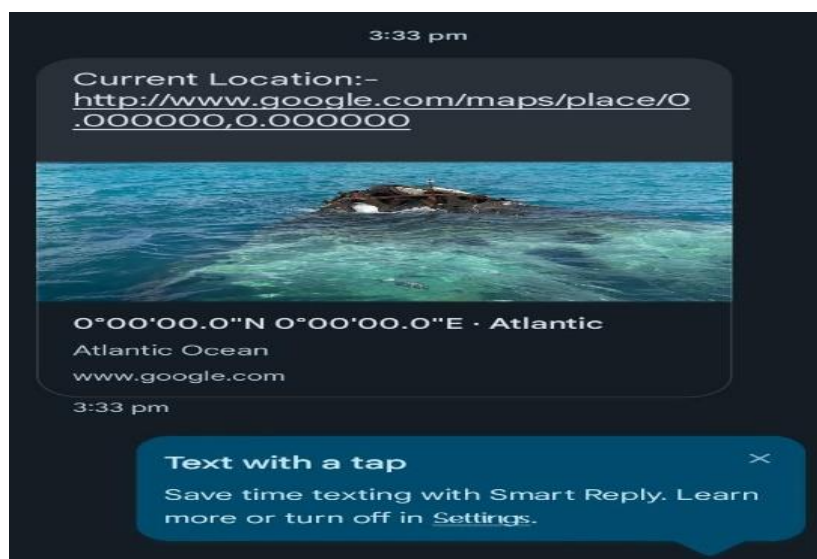 3:33 pm
Current Location:-
http://www.google.com/maps/place/0
.000000,0.000000
0°00'00.0"N 0°00'00.0"E · Atlantic
Atlantic Ocean
www.google.com
3:33 pm
Text with a tap
Save time texting with Smart Reply. Learn
more or turn off in Settings.